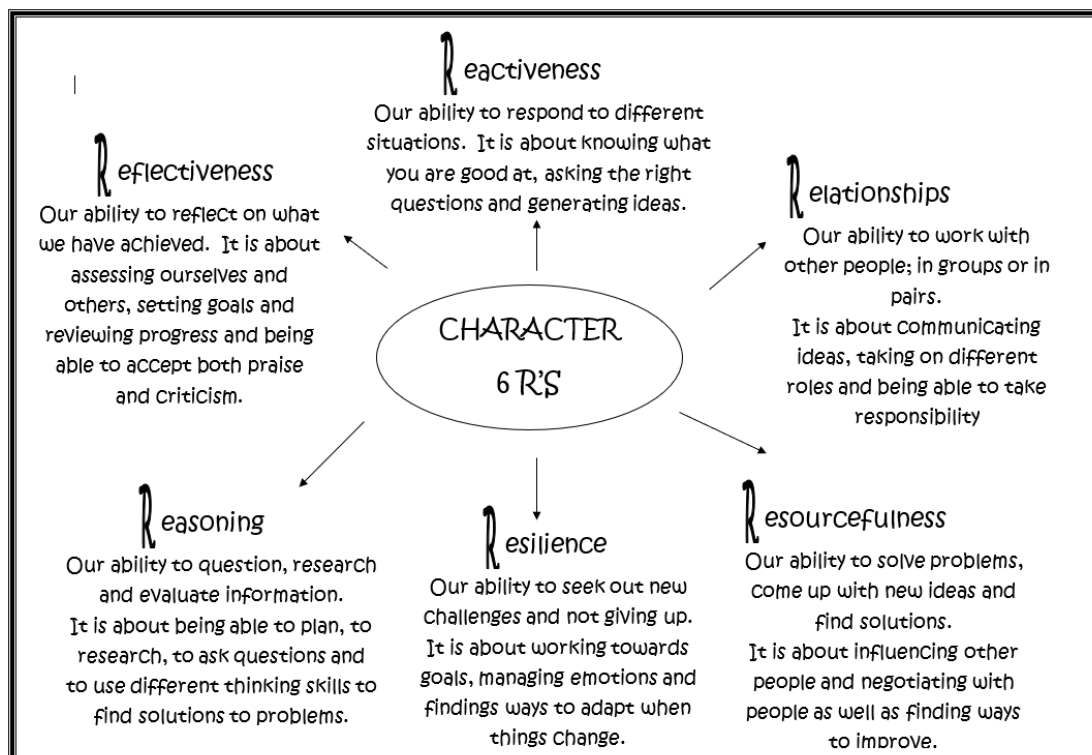 Reactiveness
Our ability to respond to different
situations.  It is about knowing what
you are good at, asking the right
questions and generating ideas.
Reflectiveness
Our ability to reflect on what
we have achieved.  It is about
assessing ourselves and
others, setting goals and
reviewing progress and being
able to accept both praise
and criticism.
Relationships
Our ability to work with
other people; in groups or in
pairs.
It is about communicating
ideas, taking on different
roles and being able to take
responsibility
CHARACTER
6 R'S
Reasoning
Our ability to question, research
and evaluate information.
It is about being able to plan, to
research, to ask questions and
to use different thinking skills to
find solutions to problems.
Resilience
Our ability to seek out new
challenges and not giving up.
It is about working towards
goals, managing emotions and
findings ways to adapt when
things change.
Resourcefulness
Our ability to solve problems,
come up with new ideas and
find solutions.
It is about influencing other
people and negotiating with
people as well as finding ways
to improve.